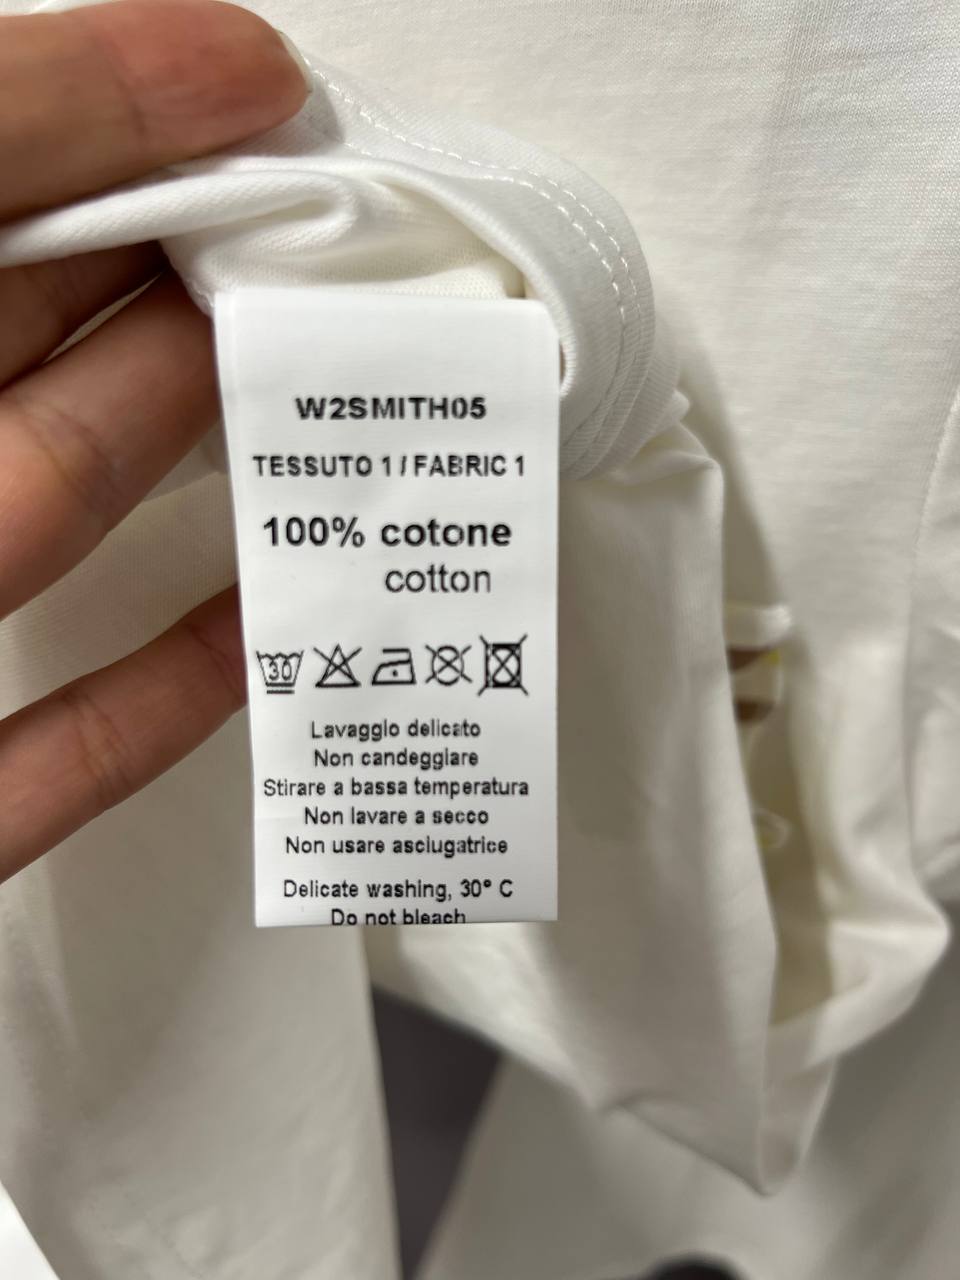 W2SMITH05
TESSUTO 1 / FABRIC 1
100% cotone
cotton
30
Lavaggio delicato
Non candeggiare
Stirare a bassa temperatura
Non lavare a secco
Non usare asciugatrice
Delicate washing, 30° C
Do not bleach